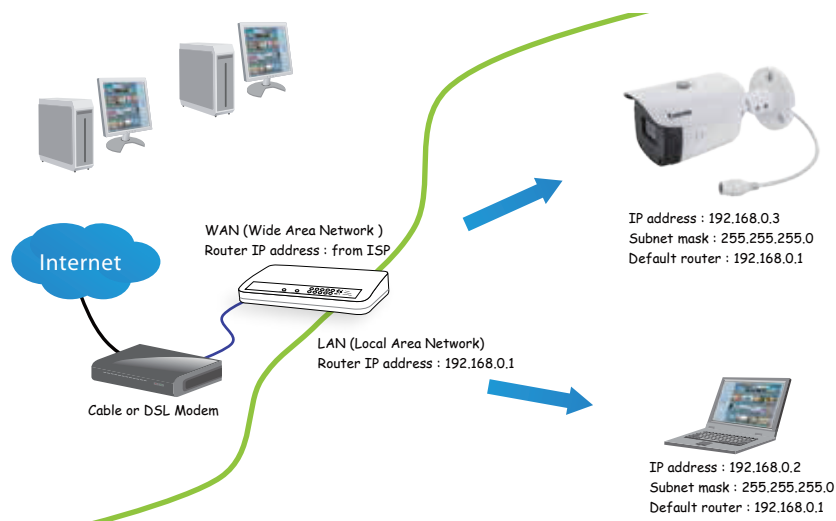 WAN (Wide Area Network )
Router IP address : from ISP
Internet
LAN (Local Area Network)
Router IP address : 192.168.0.1
Cable or DSL Modem
IP address : 192.168.0.3
Subnet mask : 255.255.255.0
Default router : 192.168.0.1
IP address : 192.168.0.2
Subnet mask : 255.255.255.0
Default router : 192.168.0.1